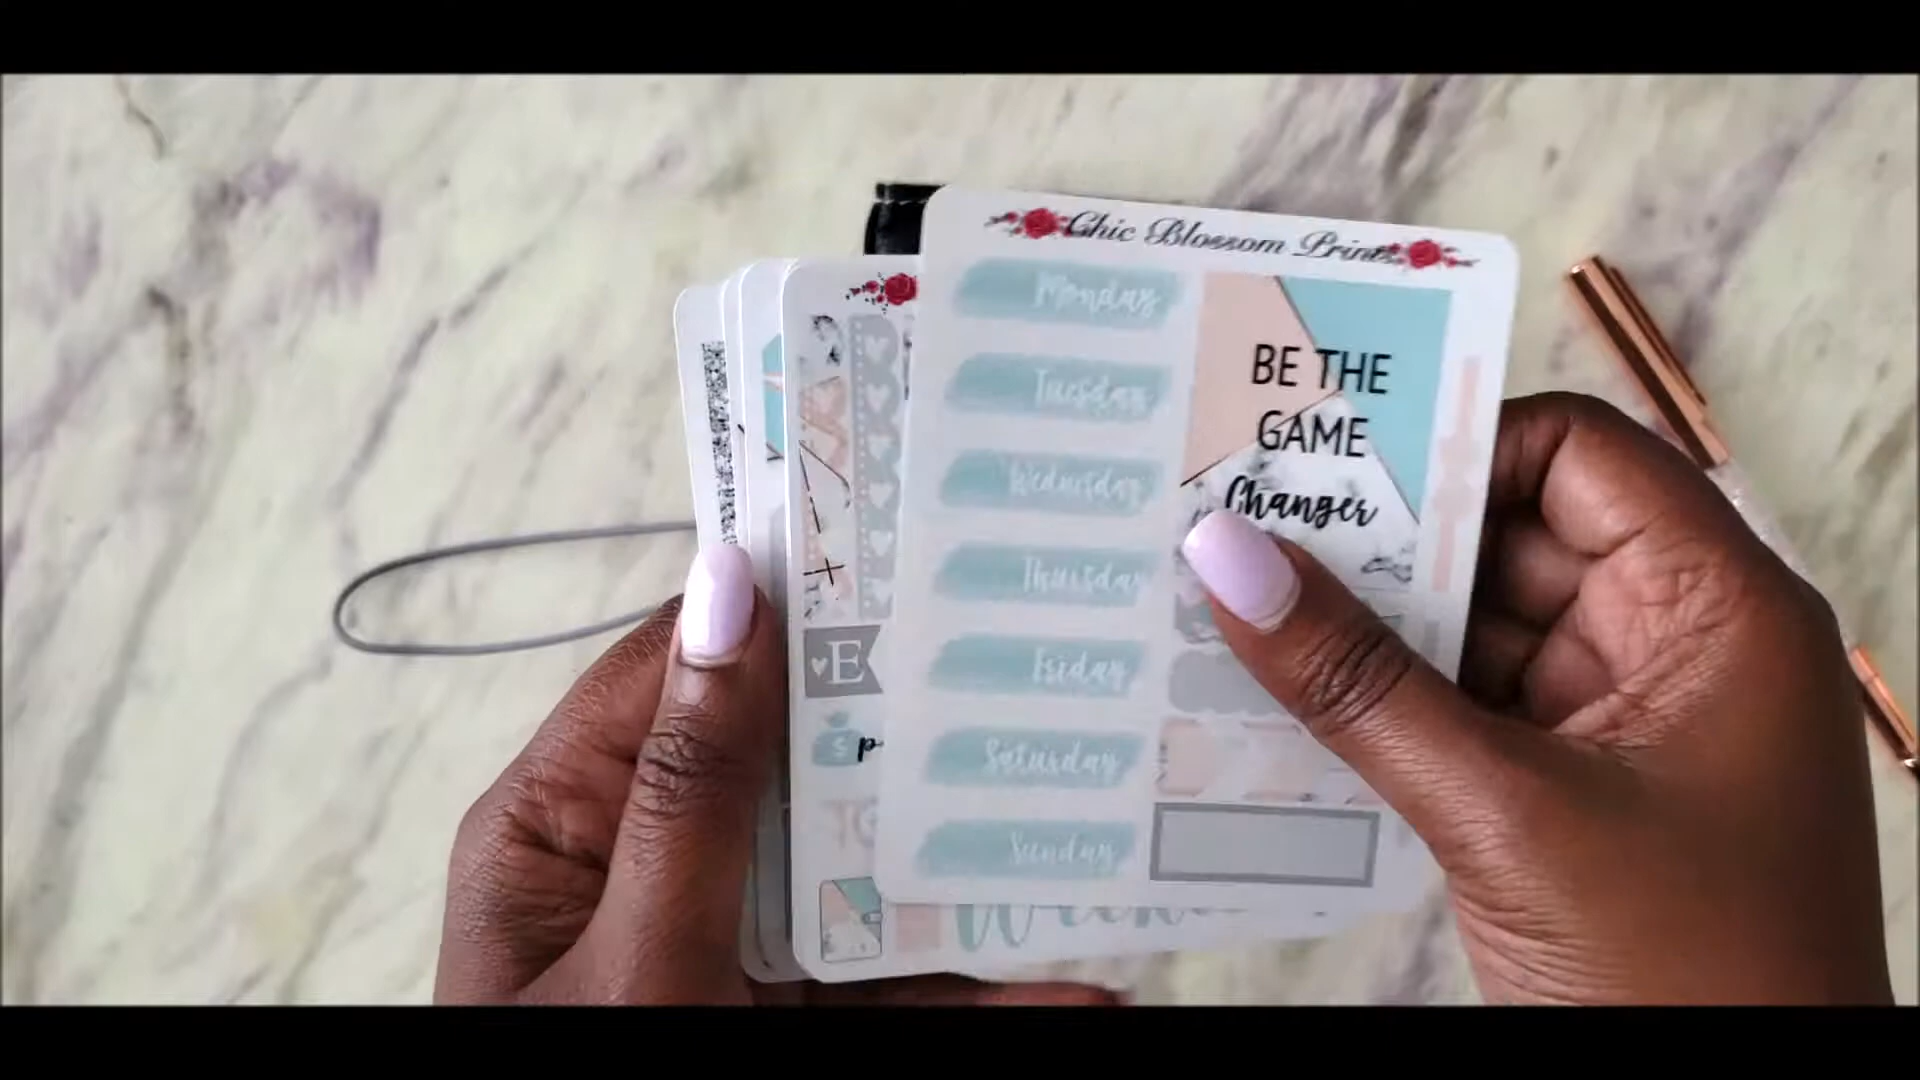 Chic Blossom Prints
Monday
Tuesday
Wednesday
Thursday
Friday
Saturday
Sunday
BE THE
GAME
Changer
E
$